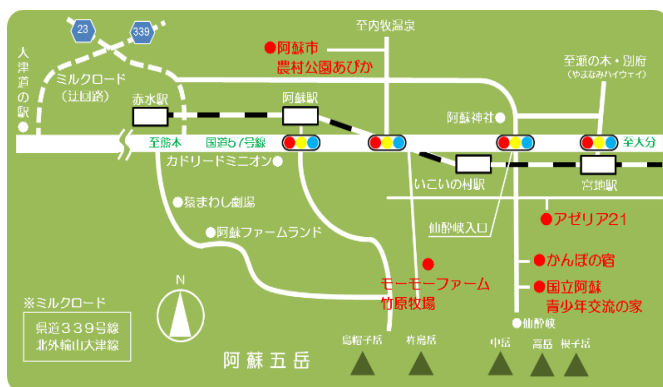 23
339
至内牧温泉
阿蘇市
農村公園あぴか
至瀬の木・別府
(やまなみハイウェイ)
大津道の駅
ミルクロード
(迂回路)
赤水駅
阿蘇駅
阿蘇神社
至熊本
国道57号線
至大分
カドリードミニオン
いこいの村駅
宮地駅
猿まわし劇場
仙酔峡入口
アゼリア21
阿蘇ファームランド
かんぽの宿
モーモーファーム
竹原牧場
国立阿蘇
青少年交流の家
仙酔峡
N
※ミルクロード
県道339号線
北外輪山大津線
阿蘇五岳
烏帽子岳
杵島岳
中岳
高岳
根子岳